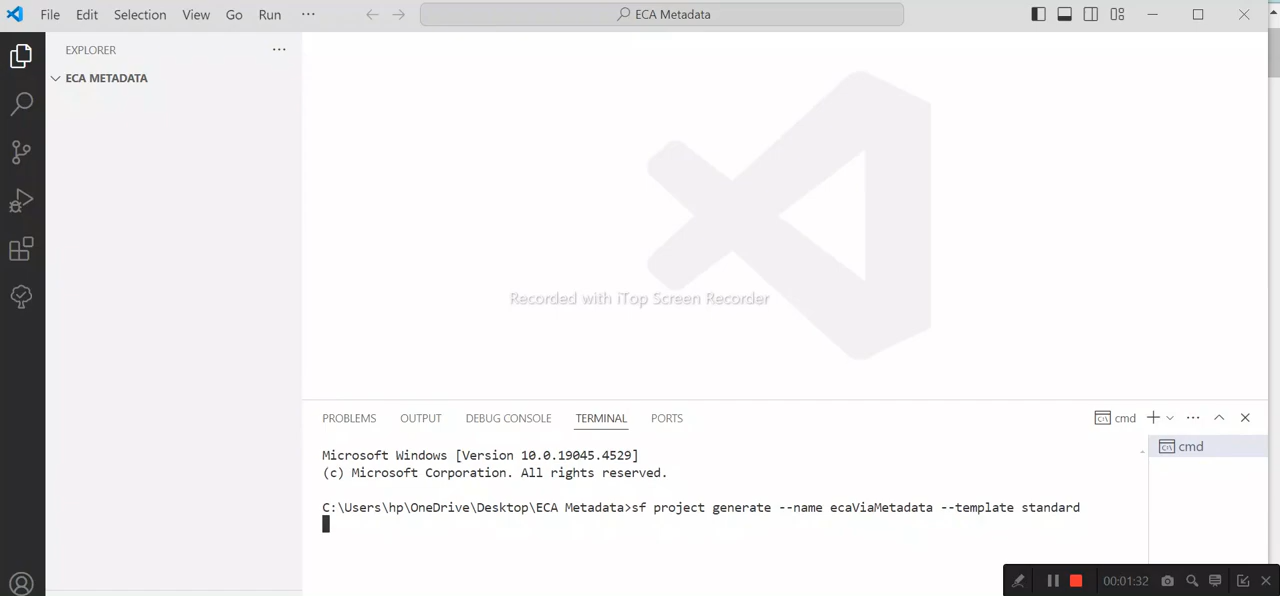 File Edit Selection View Go Run ···
ECA Metadata
EXPLORER ···
ECA METADATA
Recorded with iTop Screen Recorder
PROBLEMS OUTPUT DEBUG CONSOLE TERMINAL PORTS
cmd
cmd
Microsoft Windows [Version 10.0.19045.4529]
(c) Microsoft Corporation. All rights reserved.
C:\Users\hp\OneDrive\Desktop\ECA Metadata>sf project generate --name ecaViaMetadata --template standard
00:01:32